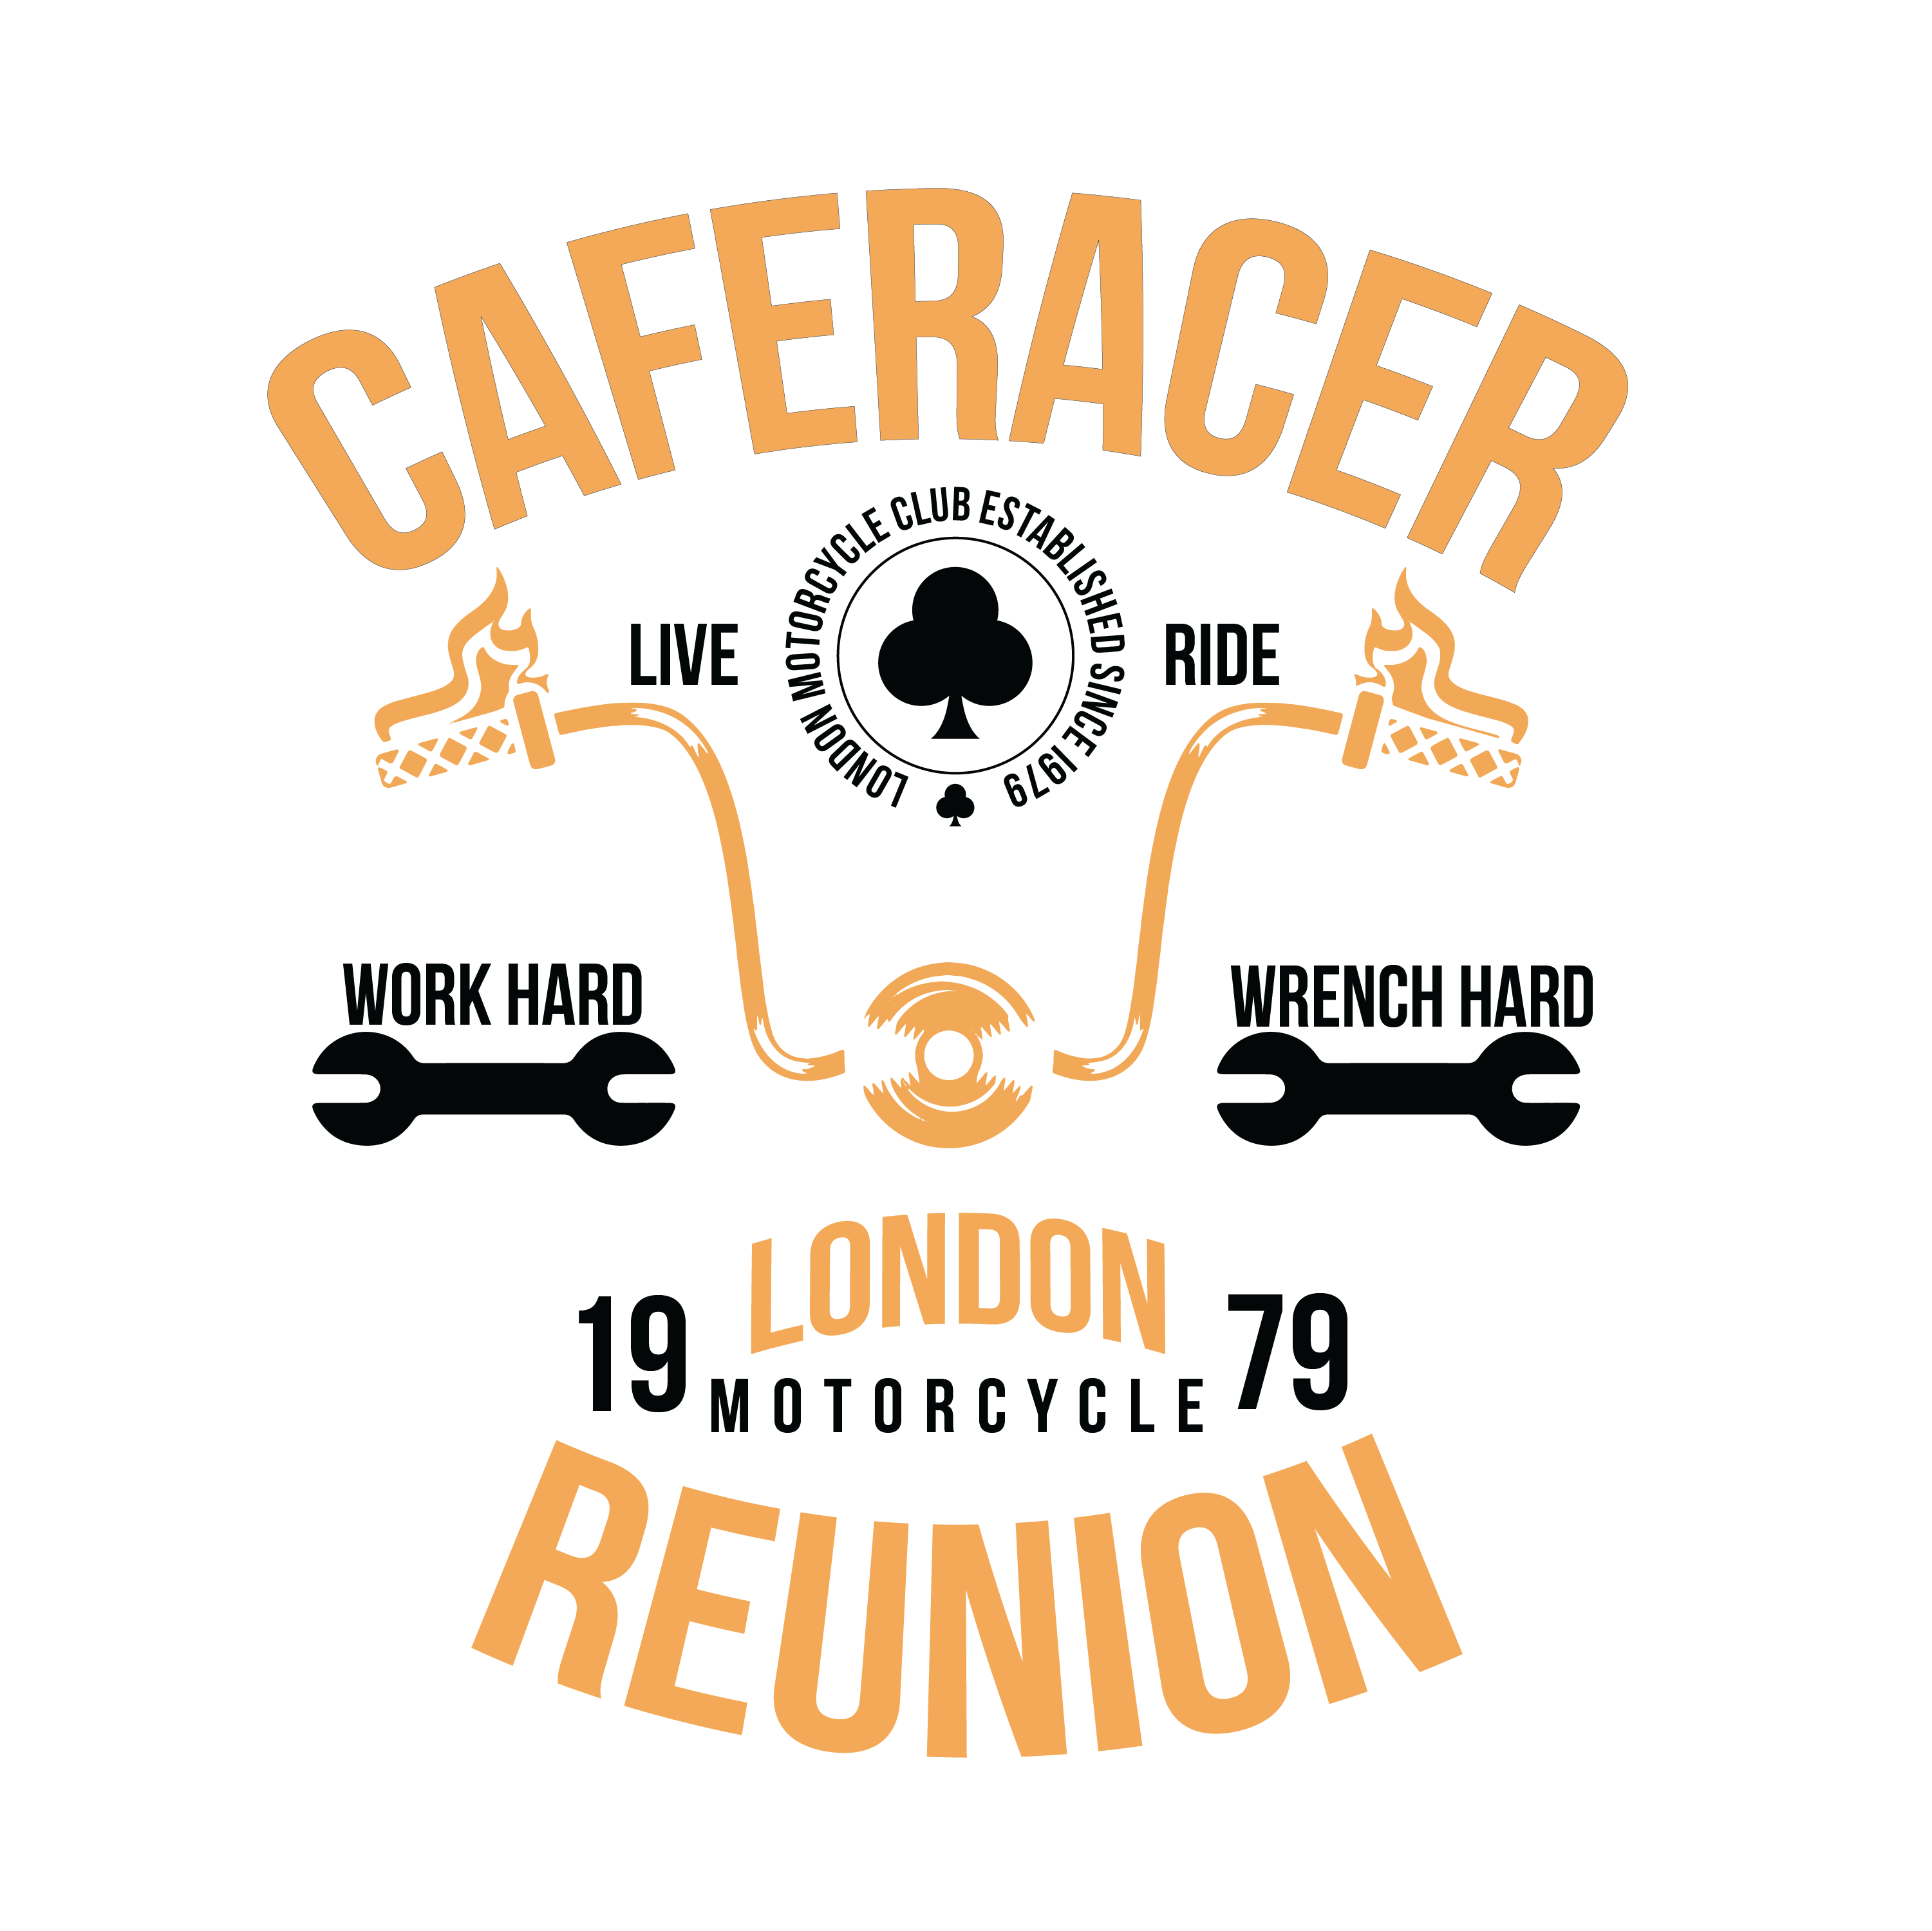 CAFERACER
LONDON MOTORCYCLE CLUB ESTABLISHED SINCE 1979
LIVE
RIDE
WORK HARD
WRENCH HARD
LONDON
19
79
MOTORCYCLE
REUNION